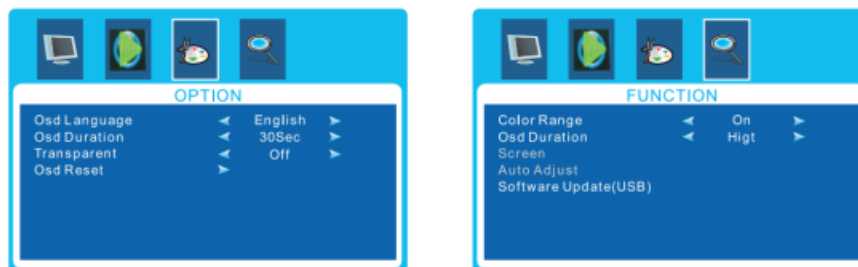 OPTION
Osd Language English
Osd Duration 30Sec
Transparent Off
Osd Reset
FUNCTION
Color Range On
Osd Duration Higt
Screen
Auto Adjust
Software Update(USB)